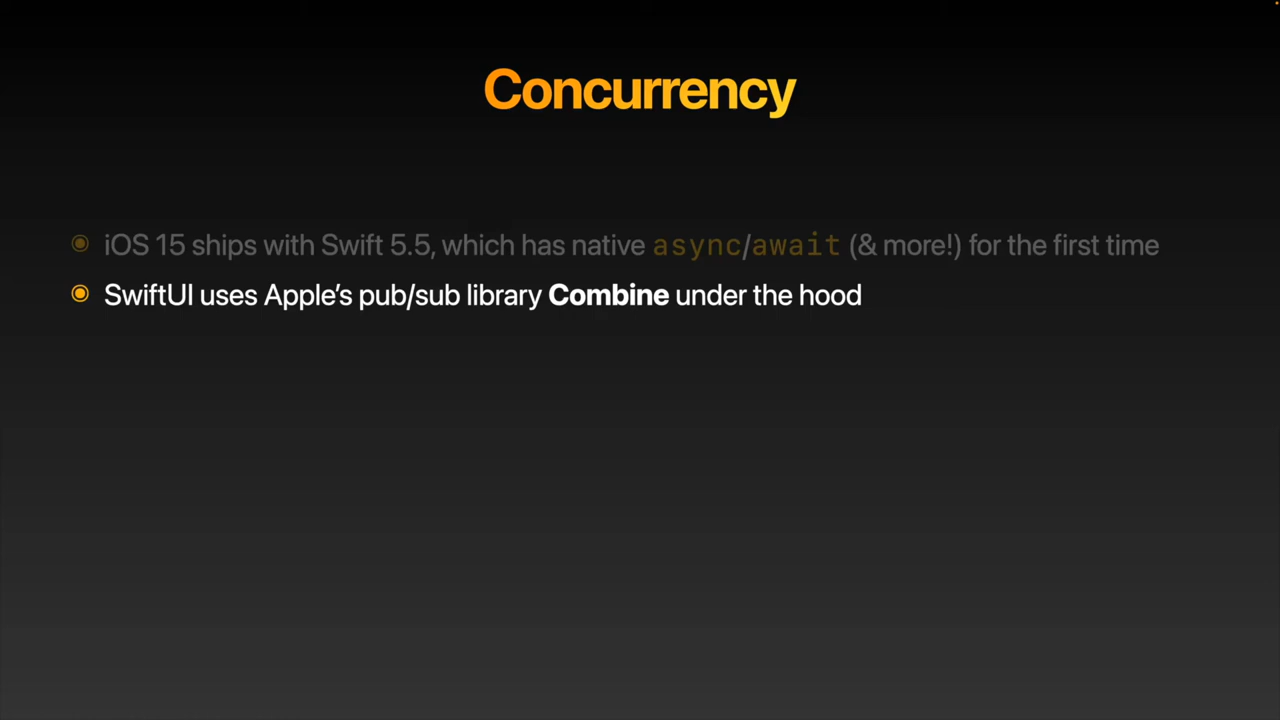 Concurrency
iOS 15 ships with Swift 5.5, which has native async/await (& more!) for the first time
SwiftUI uses Apple’s pub/sub library Combine under the hood